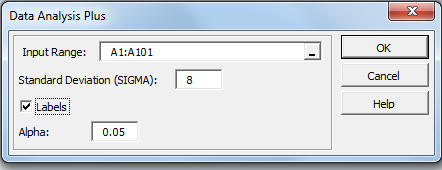 Data Analysis Plus
Input Range: A1:A101 _
OK
Standard Deviation (SIGMA): 8
Cancel
Labels
Help
Alpha: 0.05